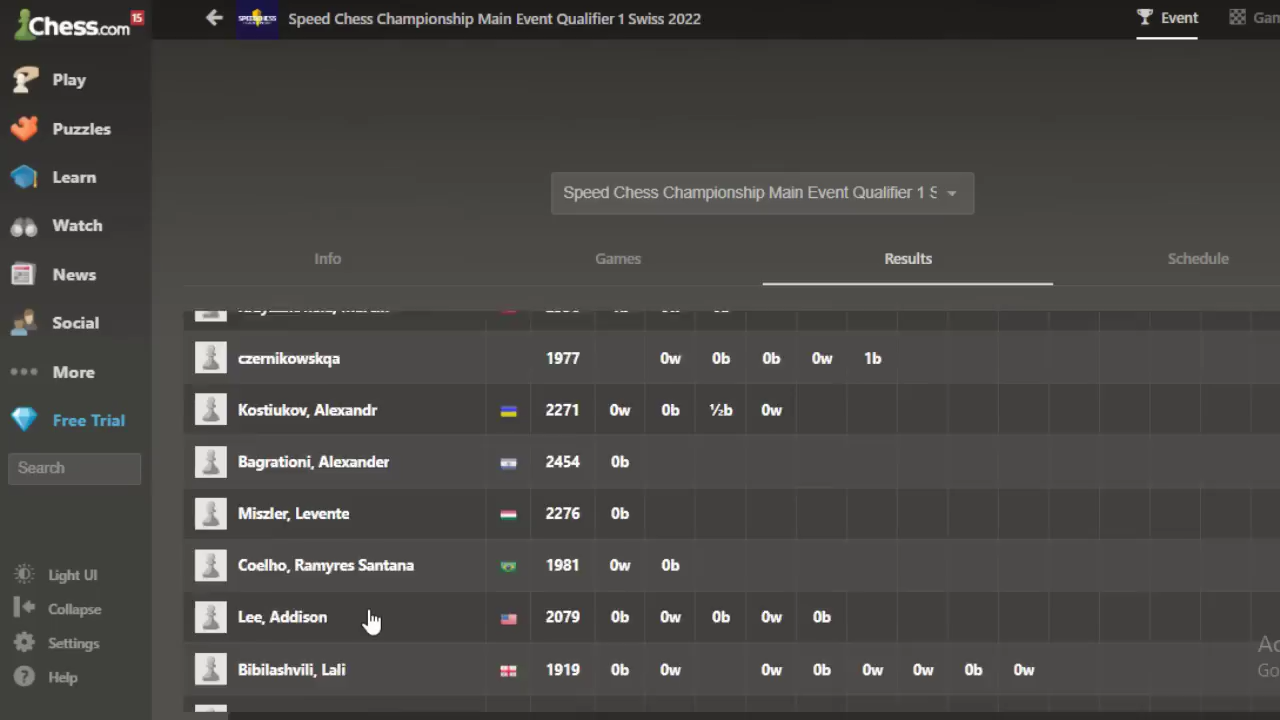 Chess.com
15
Speed Chess Championship Main Event Qualifier 1 Swiss 2022
Event
Play
Puzzles
Learn
Watch
News
Social
More
Free Trial
Search
Light UI
Collapse
Settings
Help
Speed Chess Championship Main Event Qualifier 1 S
Info Games Results Schedule
czernikowskqa 1977 0w 0b 0b 0w 1b
Kostiukov, Alexandr 2271 0w 0b ½b 0w
Bagrationi, Alexander 2454 0b
Miszler, Levente 2276 0b
Coelho, Ramyres Santana 1981 0w 0b
Lee, Addison 2079 0b 0w 0b 0w 0b
Bibilashvili, Lali 1919 0b 0w 0w 0b 0w 0w 0b 0w